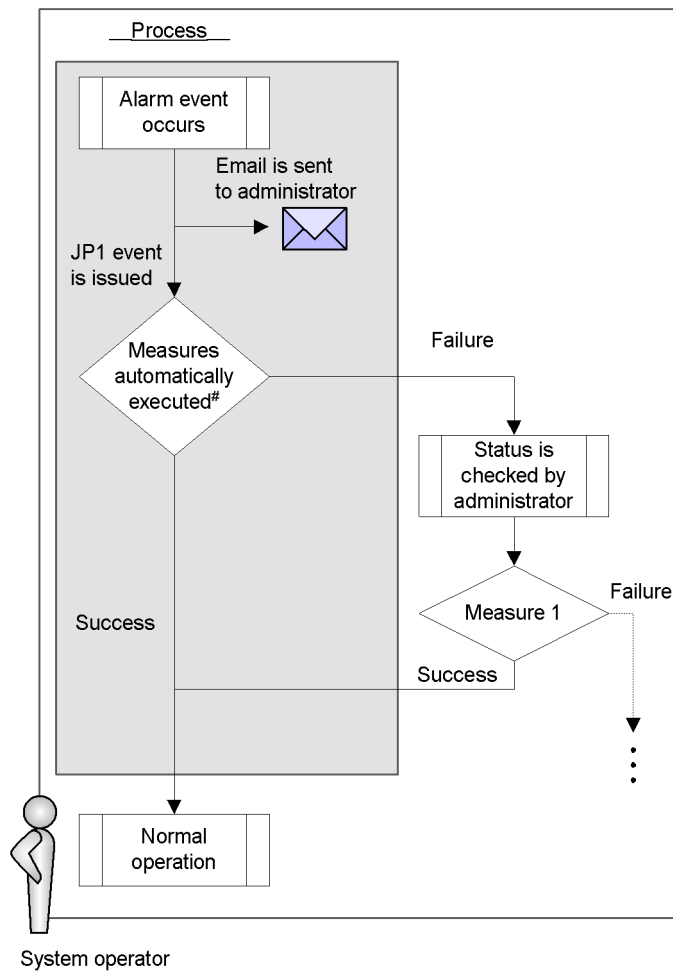 Process
Alarm event
occurs
Email is sent
to administrator
JP1 event
is issued
Measures
automatically
executed#
Failure
Status is
checked by
administrator
Measure 1
Failure
Success
Success
Normal
operation
System operator